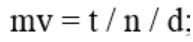 mv = t / n / d;